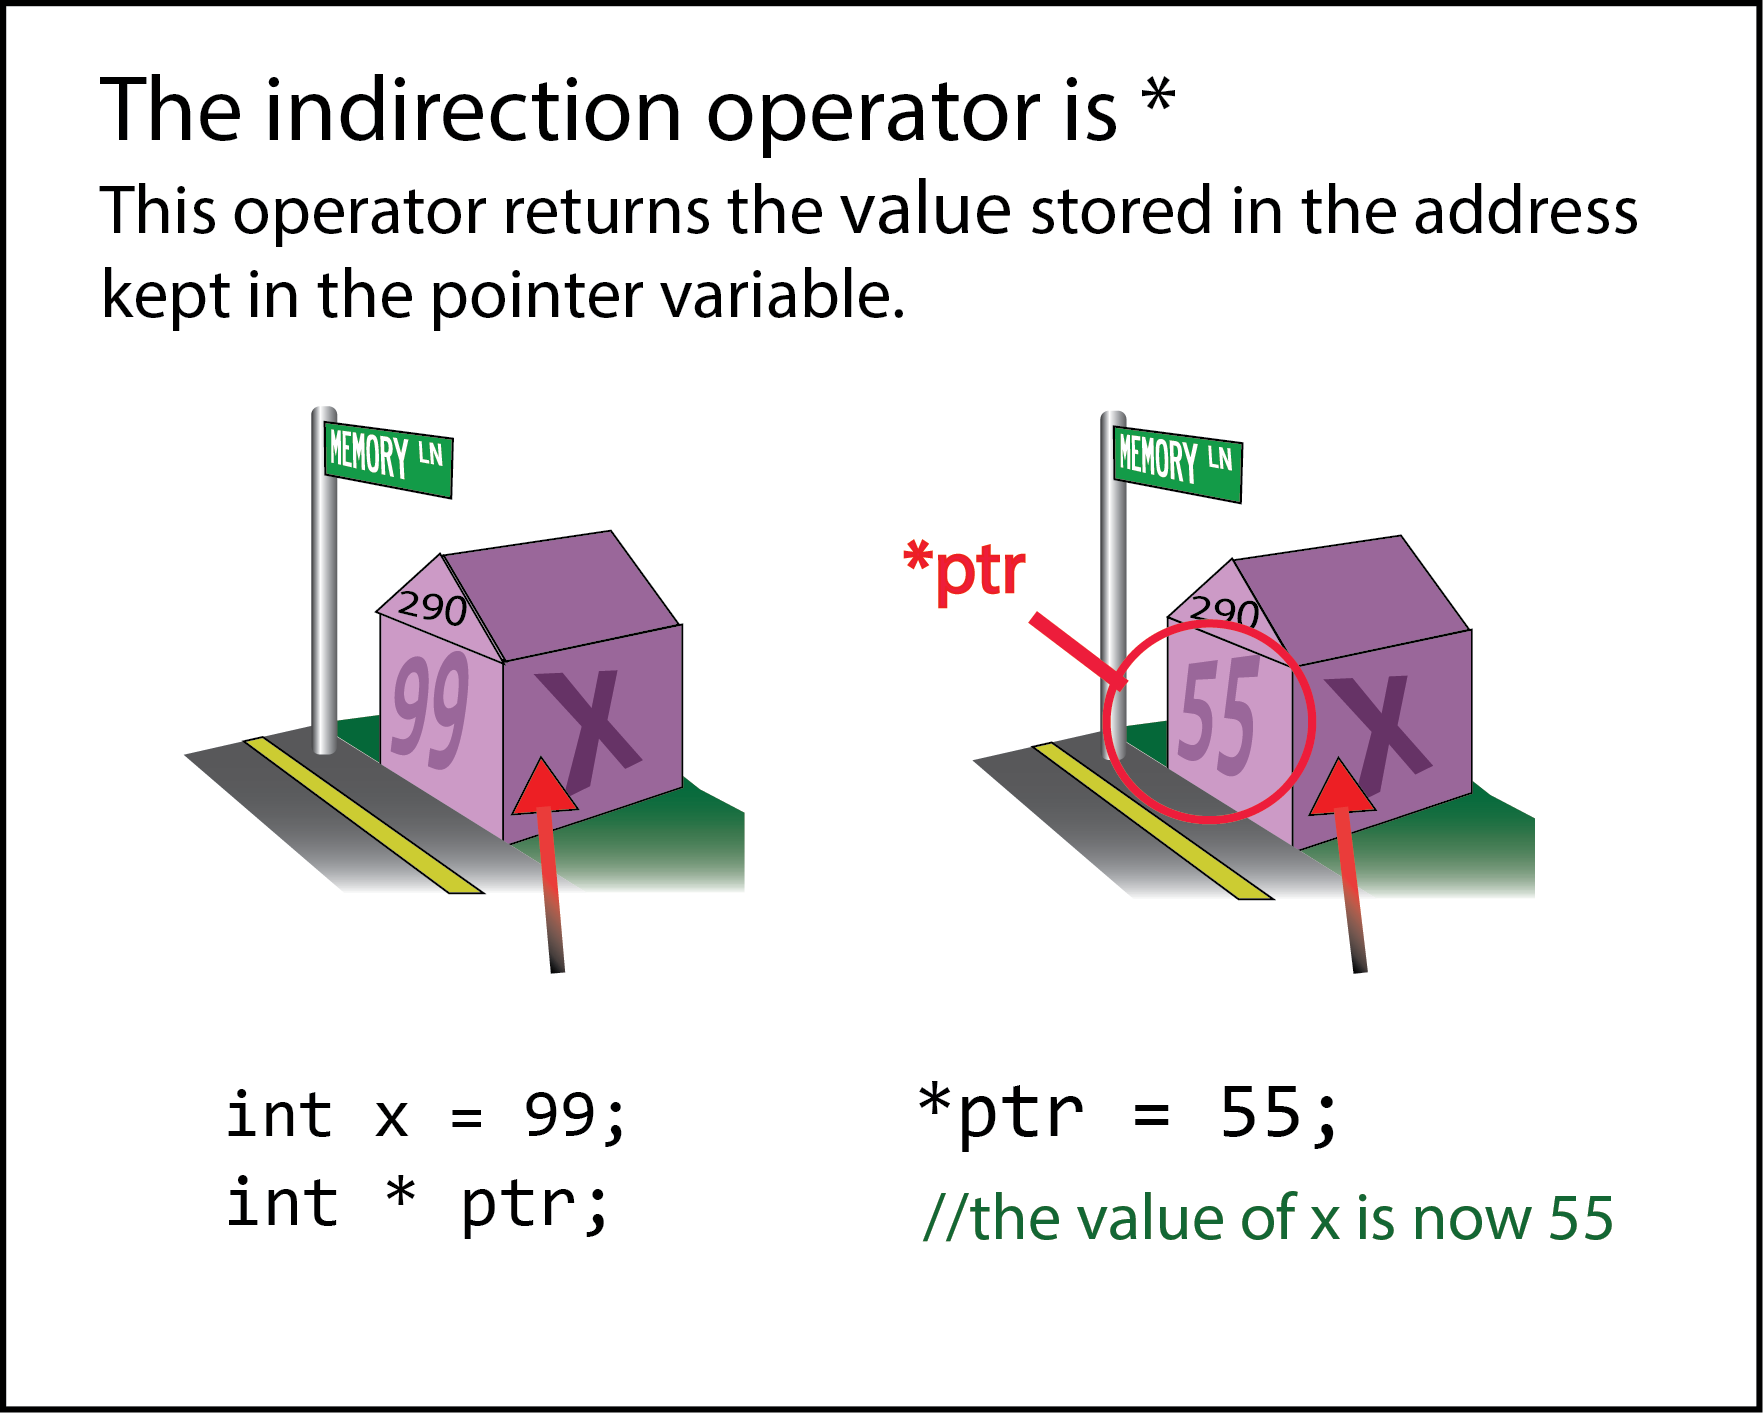 The indirection operator is *
This operator returns the value stored in the address
kept in the pointer variable.
MEMORY LN
290
99
X
MEMORY LN
*ptr
290
55
X
int x = 99;
int * ptr;
*ptr = 55;
//the value of x is now 55